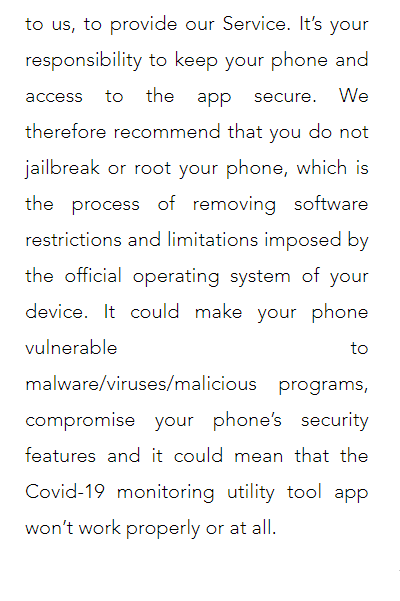 to us, to provide our Service. It’s your
responsibility to keep your phone and
access to the app secure. We
therefore recommend that you do not
jailbreak or root your phone, which is
the process of removing software
restrictions and limitations imposed by
the official operating system of your
device. It could make your phone
vulnerable to
malware/viruses/malicious programs,
compromise your phone’s security
features and it could mean that the
Covid-19 monitoring utility tool app
won’t work properly or at all.